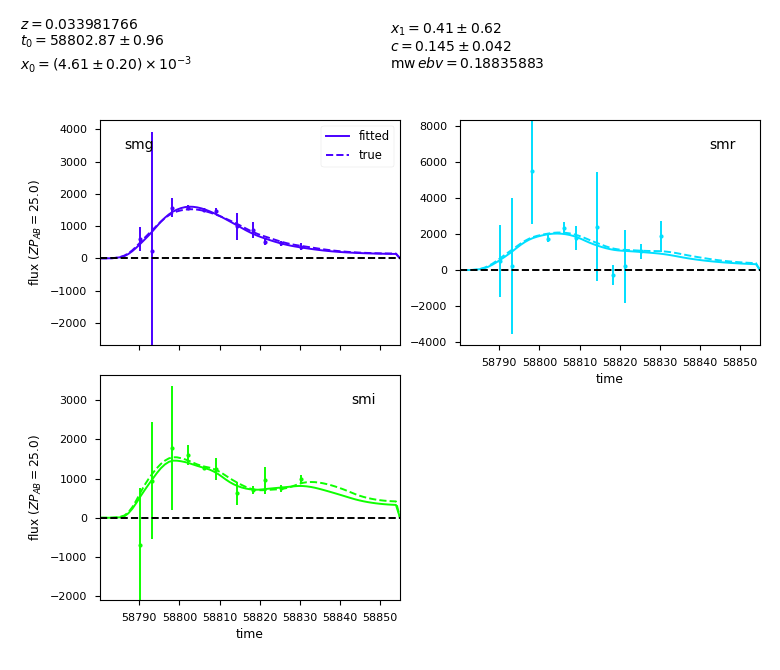 z = 0.033981766
t₀ = 58802.87 ± 0.96
x₀ = (4.61 ± 0.20) × 10⁻³
x₁ = 0.41 ± 0.62
c = 0.145 ± 0.042
mw ebv = 0.18835883
smg
fitted
true
4000
3000
2000
1000
0
−1000
−2000
flux (ZP_AB = 25.0)
smr
8000
6000
4000
2000
0
−2000
−4000
58790 58800 58810 58820 58830 58840 58850
time
smi
3000
2000
1000
0
−1000
−2000
flux (ZP_AB = 25.0)
58790 58800 58810 58820 58830 58840 58850
time